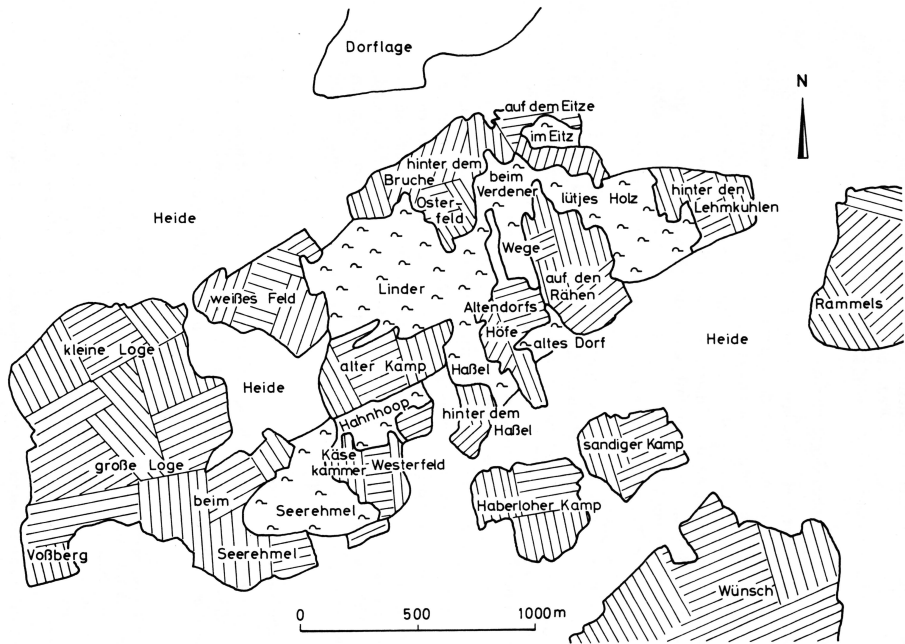 Dorflage
N
auf dem Eitze
im Eitz
hinter dem
Bruche
beim
Verdener
Wege
Oster-
feld
lütjes Holz
hinter den
Lehmkuhlen
Heide
weißes Feld
Linder
auf den
Rähen
Rammels
Altendorfs
Höfe
altes Dorf
Heide
kleine Loge
Heide
alter Kamp
Haßel
Hahnhoop
hinter dem
Haßel
sandiger Kamp
große Loge
beim
Seerehmel
Käse
kammer
Westerfeld
Seerehmel
Haberloher Kamp
Voßberg
Wünsch
0 500 1000 m